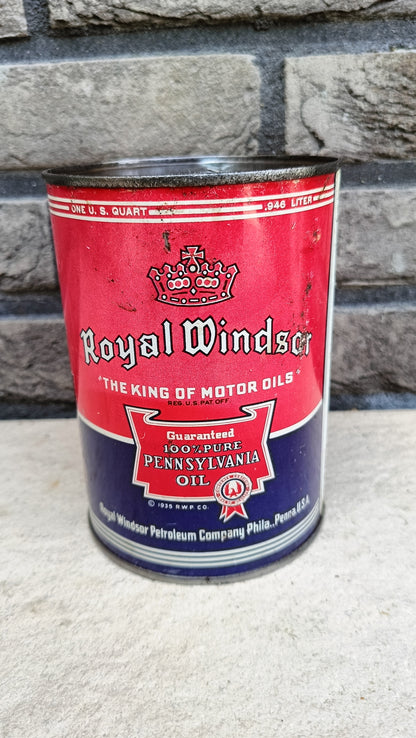 ONE U. S. QUART .946 LITER
Royal Windsor
"THE KING OF MOTOR OILS"
REG. U.S. PAT. OFF.
Guaranteed
100% PURE
PENNSYLVANIA
OIL
© 1935 R.W.P. CO.
Royal Windsor Petroleum Company Phila., Penna. U.S.A.